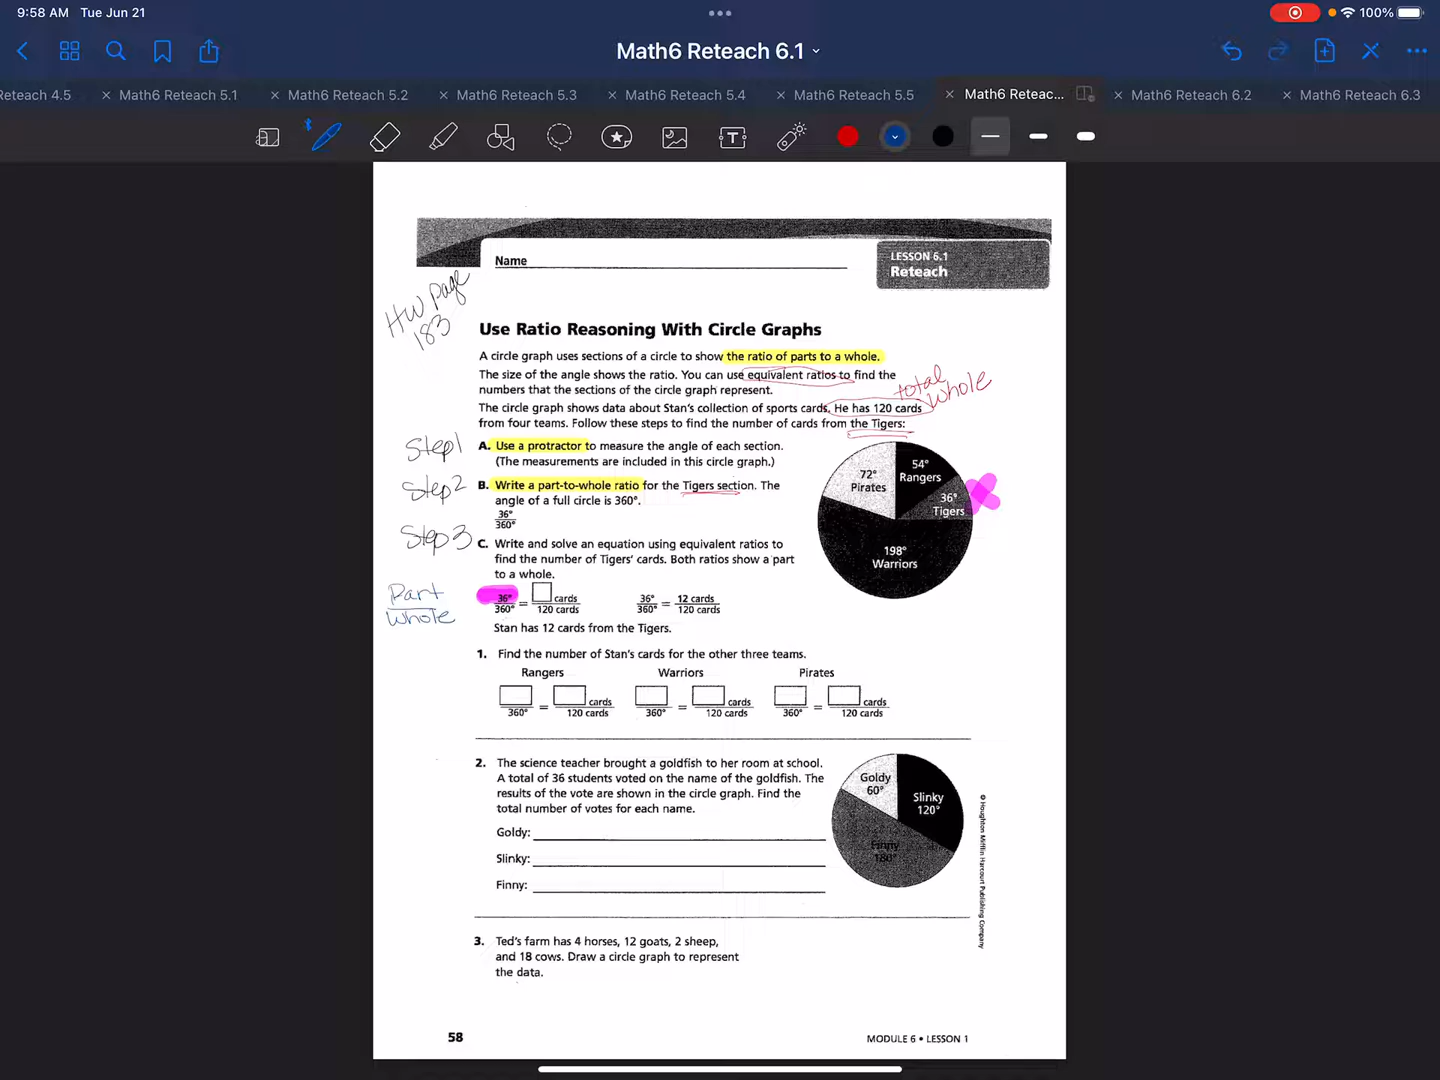 9:58 AM Tue Jun 21
100%
Math6 Reteach 6.1
Reteach 4.5
Math6 Reteach 5.1
Math6 Reteach 5.2
Math6 Reteach 5.3
Math6 Reteach 5.4
Math6 Reteach 5.5
Math6 Reteac...
Math6 Reteach 6.2
Math6 Reteach 6.3
Name
LESSON 6.1
Reteach
HW page
183
Use Ratio Reasoning With Circle Graphs
A circle graph uses sections of a circle to show the ratio of parts to a whole.
The size of the angle shows the ratio. You can use equivalent ratios to find the
numbers that the sections of the circle graph represent.
total
whole
The circle graph shows data about Stan's collection of sports cards. He has 120 cards
from four teams. Follow these steps to find the number of cards from the Tigers:
Step 1
A. Use a protractor to measure the angle of each section.
(The measurements are included in this circle graph.)
Step 2
B. Write a part-to-whole ratio for the Tigers section. The
angle of a full circle is 360°.
36°
360°
Step 3
C. Write and solve an equation using equivalent ratios to
find the number of Tigers' cards. Both ratios show a part
to a whole.
72°
Pirates
54°
Rangers
36°
Tigers
198°
Warriors
Part
whole
36° = cards
360° 120 cards
36° = 12 cards
360° 120 cards
Stan has 12 cards from the Tigers.
1. Find the number of Stan's cards for the other three teams.
Rangers Warriors Pirates
= cards = cards = cards
360° 120 cards 360° 120 cards 360° 120 cards
2. The science teacher brought a goldfish to her room at school.
A total of 36 students voted on the name of the goldfish. The
results of the vote are shown in the circle graph. Find the
total number of votes for each name.
Goldy:
Slinky:
Finny:
Goldy
60°
Slinky
120°
Finny
180°
© Houghton Mifflin Harcourt Publishing Company
3. Ted's farm has 4 horses, 12 goats, 2 sheep,
and 18 cows. Draw a circle graph to represent
the data.
58
MODULE 6 • LESSON 1